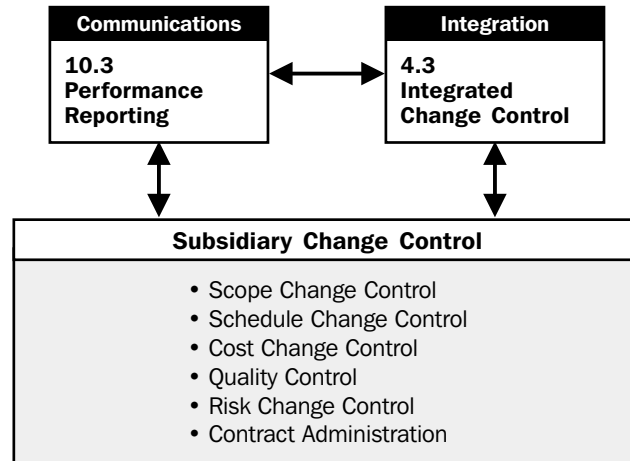 Communications
10.3
Performance
Reporting
Integration
4.3
Integrated
Change Control
Subsidiary Change Control
• Scope Change Control
• Schedule Change Control
• Cost Change Control
• Quality Control
• Risk Change Control
• Contract Administration